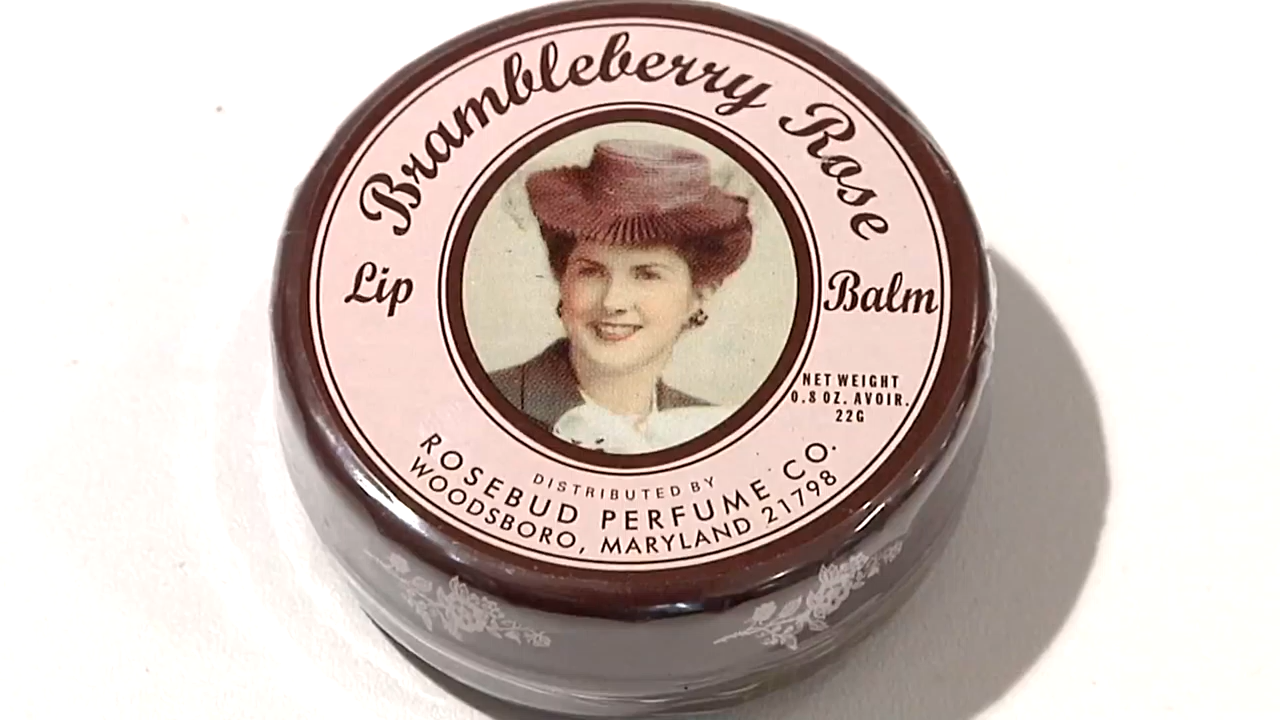 Brambleberry Rose
Lip Balm
NET WEIGHT
0.8 OZ. AVOIR.
22G
DISTRIBUTED BY
ROSEBUD PERFUME CO.
WOODSBORO, MARYLAND 21798